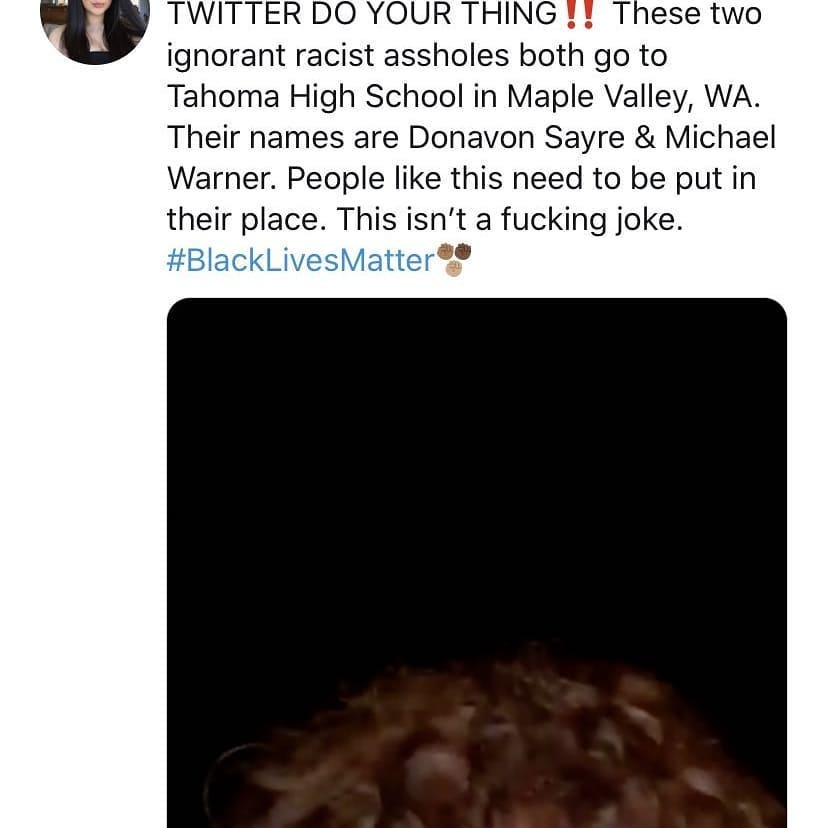 TWITTER DO YOUR THING‼️ These two
ignorant racist assholes both go to
Tahoma High School in Maple Valley, WA.
Their names are Donavon Sayre & Michael
Warner. People like this need to be put in
their place. This isn’t a fucking joke.
#BlackLivesMatter✊🏾✊🏿✊🏼